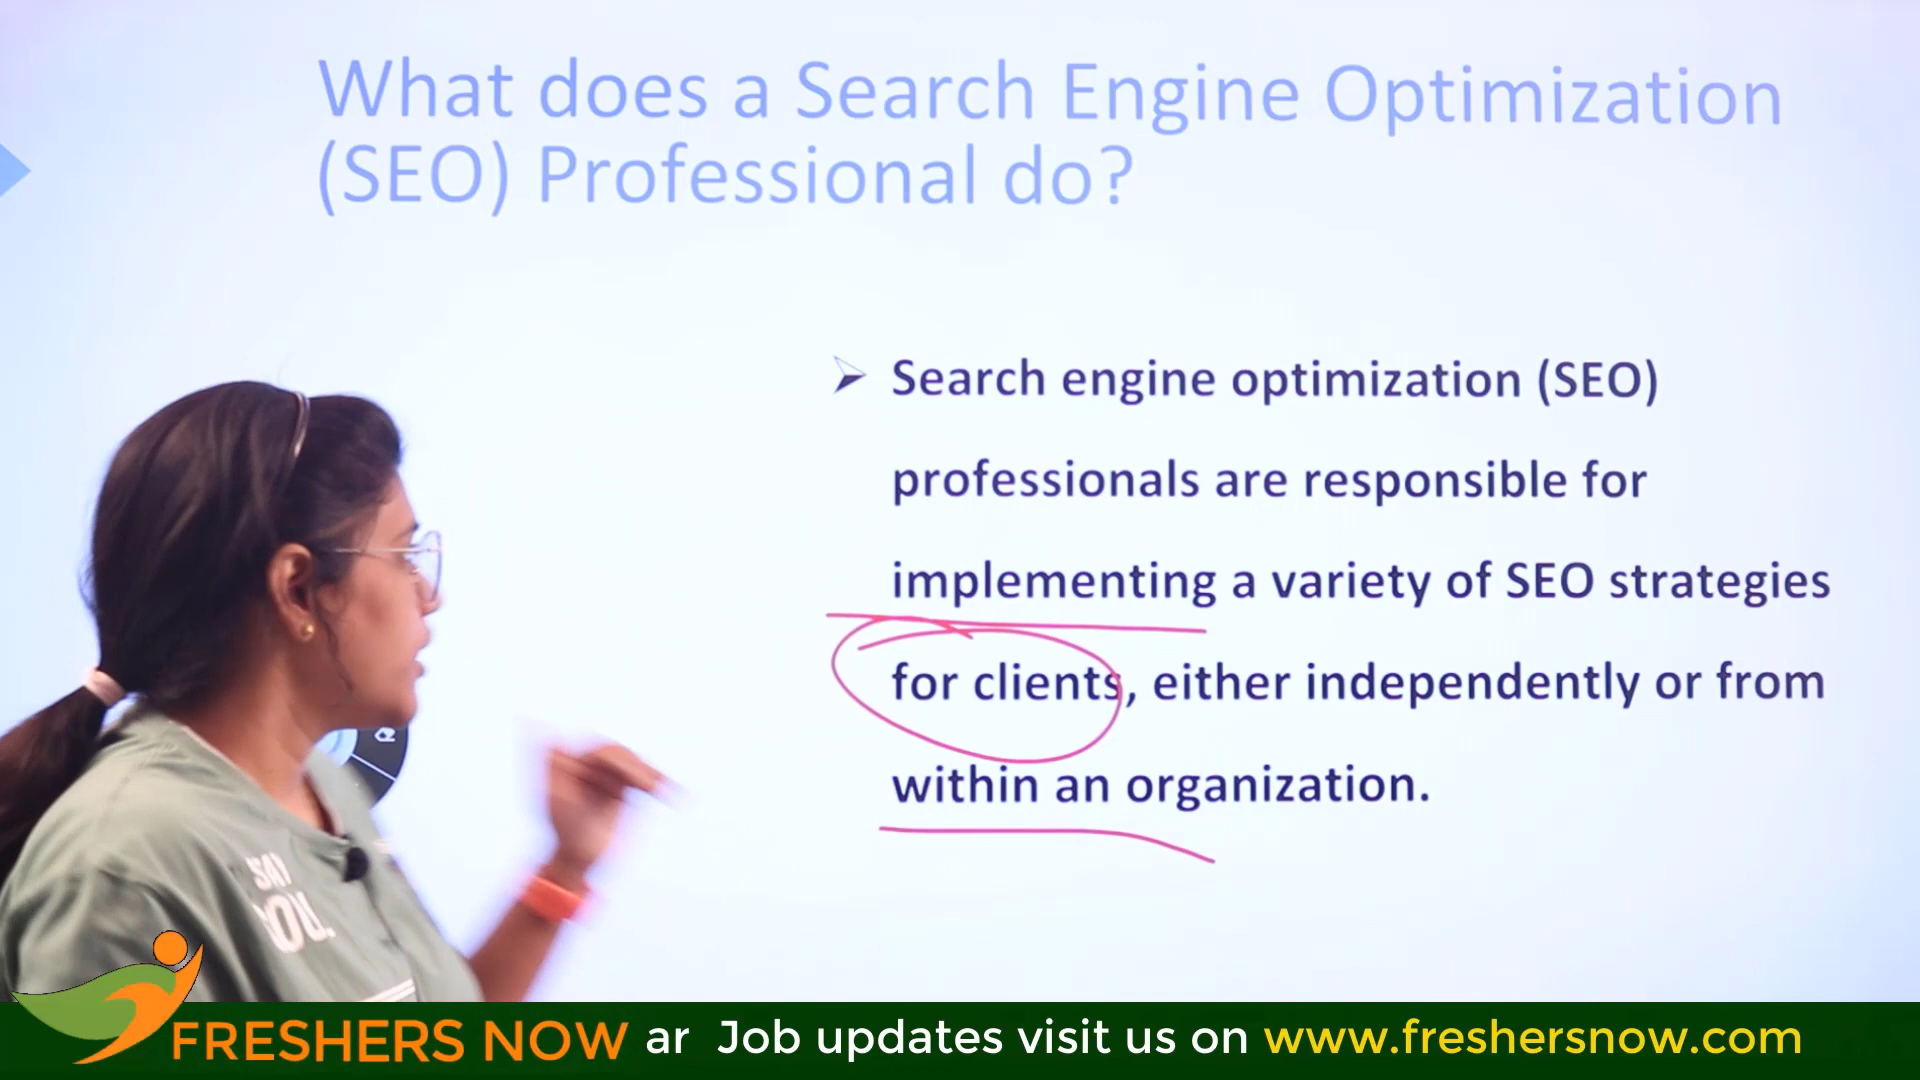 What does a Search Engine Optimization
(SEO) Professional do?
Search engine optimization (SEO)
professionals are responsible for
implementing a variety of SEO strategies
for clients, either independently or from
within an organization.
FRESHERS NOW ar Job updates visit us on www.freshersnow.com